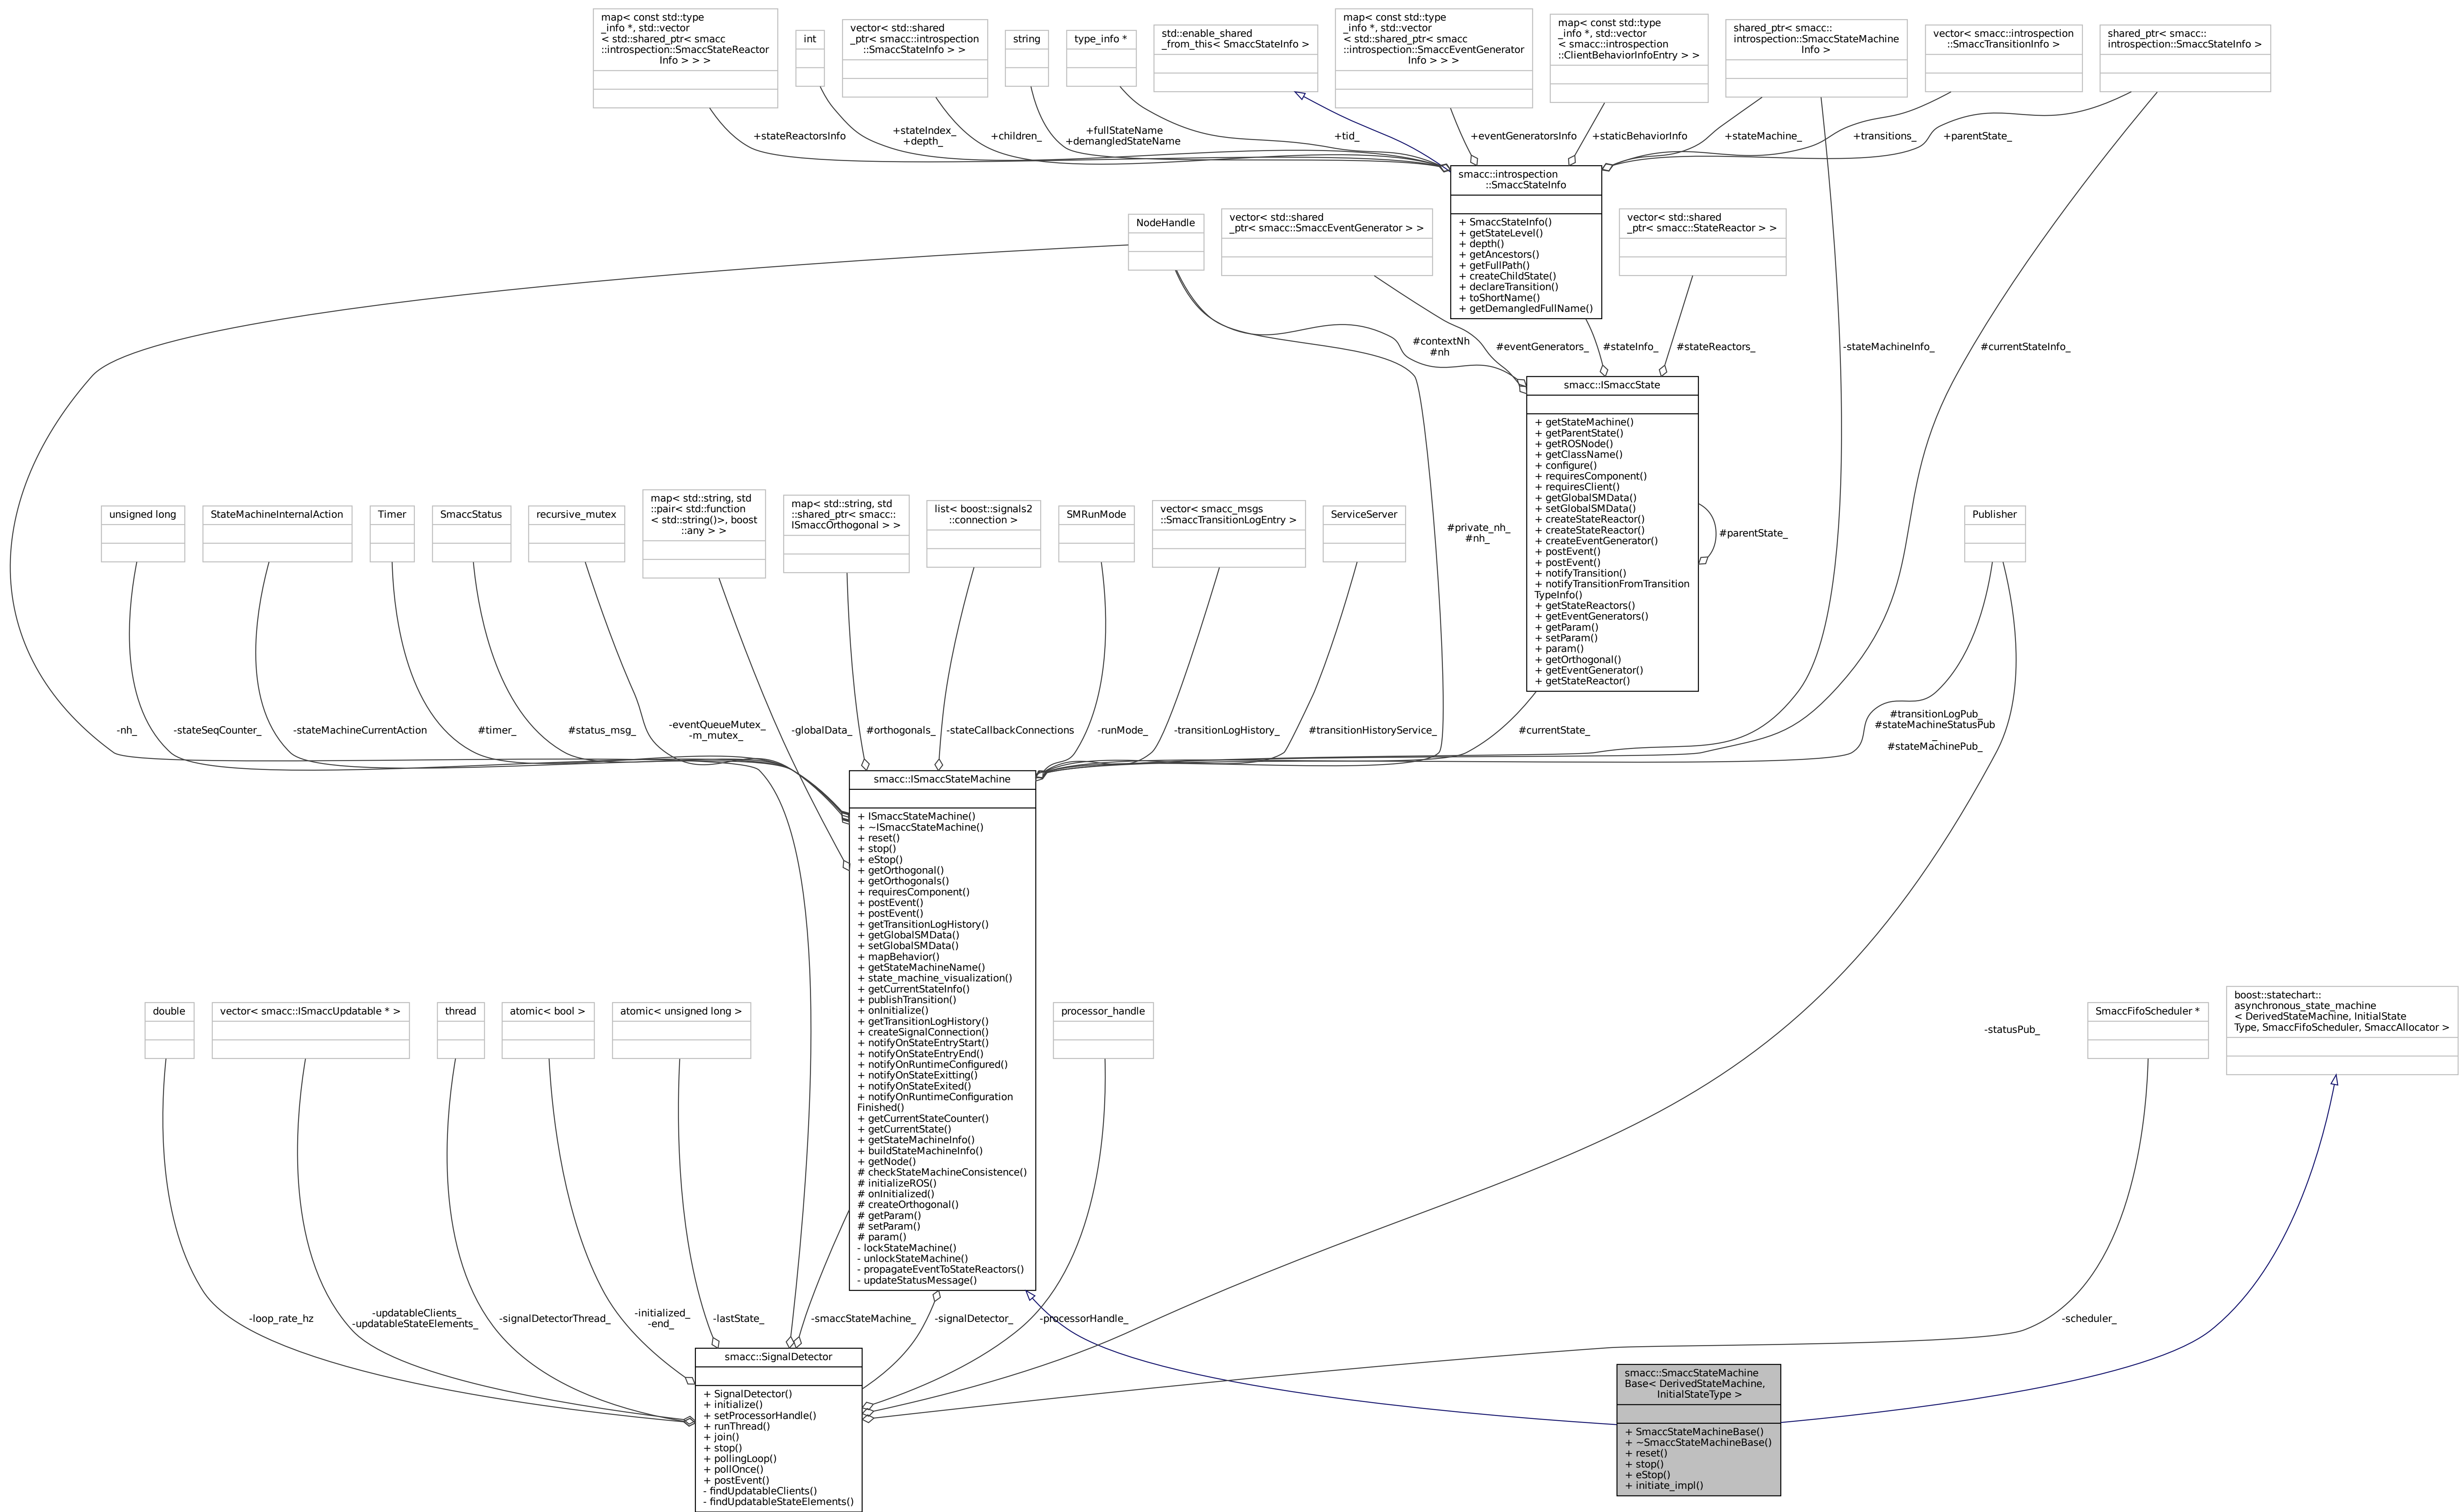 map< const std::type
_info *, std::vector
< std::shared_ptr< smacc
::introspection::SmaccStateReactor
Info > > >
int
vector< std::shared
_ptr< smacc::introspection
::SmaccStateInfo > >
string
type_info *
std::enable_shared
_from_this< SmaccStateInfo >
map< const std::type
_info *, std::vector
< std::shared_ptr< smacc
::introspection::SmaccEventGenerator
Info > > >
map< const std::type
_info *, std::vector
< smacc::introspection
::ClientBehaviorInfoEntry > >
shared_ptr< smacc::
introspection::SmaccStateMachine
Info >
vector< smacc::introspection
::SmaccTransitionInfo >
shared_ptr< smacc::
introspection::SmaccStateInfo >
+stateReactorsInfo
+stateIndex_
+depth_
+children_
+fullStateName
+demangledStateName
+tid_
+eventGeneratorsInfo
+staticBehaviorInfo
+stateMachine_
+transitions_
+parentState_
smacc::introspection
::SmaccStateInfo
+ SmaccStateInfo()
+ getStateLevel()
+ depth()
+ getAncestors()
+ getFullPath()
+ createChildState()
+ declareTransition()
+ toShortName()
+ getDemangledFullName()
NodeHandle
vector< std::shared
_ptr< smacc::SmaccEventGenerator > >
vector< std::shared
_ptr< smacc::StateReactor > >
#contextNh
#nh
#eventGenerators_
#stateInfo_
#stateReactors_
-stateMachineInfo_
#currentStateInfo_
smacc::ISmaccState
+ getStateMachine()
+ getParentState()
+ getROSNode()
+ getClassName()
+ configure()
+ requiresComponent()
+ requiresClient()
+ getGlobalSMData()
+ setGlobalSMData()
+ createStateReactor()
+ createStateReactor()
+ createEventGenerator()
+ postEvent()
+ postEvent()
+ notifyTransition()
+ notifyTransitionFromTransition
TypeInfo()
+ getStateReactors()
+ getEventGenerators()
+ getParam()
+ setParam()
+ param()
+ getOrthogonal()
+ getEventGenerator()
+ getStateReactor()
#parentState_
unsigned long
StateMachineInternalAction
Timer
SmaccStatus
recursive_mutex
map< std::string, std
::pair< std::function
< std::string()>, boost
::any > >
map< std::string, std
::shared_ptr< smacc::
ISmaccOrthogonal > >
list< boost::signals2
::connection >
SMRunMode
vector< smacc_msgs
::SmaccTransitionLogEntry >
ServiceServer
#private_nh_
#nh_
Publisher
-nh_
-stateSeqCounter_
-stateMachineCurrentAction
#timer_
#status_msg_
-eventQueueMutex_
-m_mutex_
-globalData_
#orthogonals_
-stateCallbackConnections
-runMode_
-transitionLogHistory_
#transitionHistoryService_
#currentState_
#transitionLogPub_
#stateMachineStatusPub
_
#stateMachinePub_
smacc::ISmaccStateMachine
+ ISmaccStateMachine()
+ ~ISmaccStateMachine()
+ reset()
+ stop()
+ eStop()
+ getOrthogonal()
+ getOrthogonals()
+ requiresComponent()
+ postEvent()
+ postEvent()
+ getTransitionLogHistory()
+ getGlobalSMData()
+ setGlobalSMData()
+ mapBehavior()
+ getStateMachineName()
+ state_machine_visualization()
+ getCurrentStateInfo()
+ publishTransition()
+ onInitialize()
+ getTransitionLogHistory()
+ createSignalConnection()
+ notifyOnStateEntryStart()
+ notifyOnStateEntryEnd()
+ notifyOnRuntimeConfigured()
+ notifyOnStateExitting()
+ notifyOnStateExited()
+ notifyOnRuntimeConfiguration
Finished()
+ getCurrentStateCounter()
+ getCurrentState()
+ getStateMachineInfo()
+ buildStateMachineInfo()
+ getNode()
# checkStateMachineConsistence()
# initializeROS()
# onInitialized()
# createOrthogonal()
# getParam()
# setParam()
# param()
- lockStateMachine()
- unlockStateMachine()
- propagateEventToStateReactors()
- updateStatusMessage()
double
vector< smacc::ISmaccUpdatable * >
thread
atomic< bool >
atomic< unsigned long >
processor_handle
-statusPub_
SmaccFifoScheduler *
boost::statechart::
asynchronous_state_machine
< DerivedStateMachine, InitialState
Type, SmaccFifoScheduler, SmaccAllocator >
-loop_rate_hz
-updatableClients_
-updatableStateElements_
-signalDetectorThread_
-initialized_
-end_
-lastState_
-smaccStateMachine_
-signalDetector_
-processorHandle_
-scheduler_
smacc::SignalDetector
+ SignalDetector()
+ initialize()
+ setProcessorHandle()
+ runThread()
+ join()
+ stop()
+ pollingLoop()
+ pollOnce()
+ postEvent()
- findUpdatableClients()
- findUpdatableStateElements()
smacc::SmaccStateMachine
Base< DerivedStateMachine,
InitialStateType >
+ SmaccStateMachineBase()
+ ~SmaccStateMachineBase()
+ reset()
+ stop()
+ eStop()
+ initiate_impl()